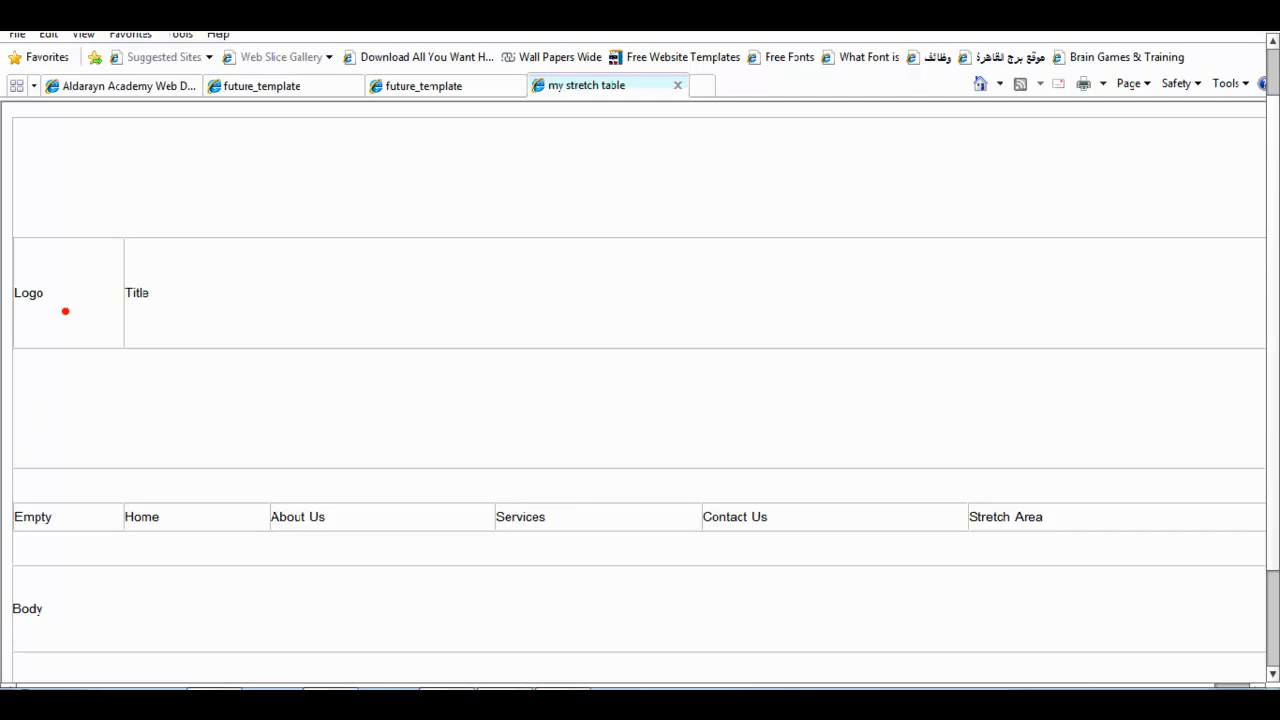 File Edit View Favorites Tools Help
Favorites Suggested Sites Web Slice Gallery Download All You Want H... Wall Papers Wide Free Website Templates Free Fonts What Font is وظائف موقع برج القاهرة Brain Games & Training
Aldarayn Academy Web D... future_template future_template my stretch table Page Safety Tools
Logo Title
Empty Home About Us Services Contact Us Stretch Area
Body